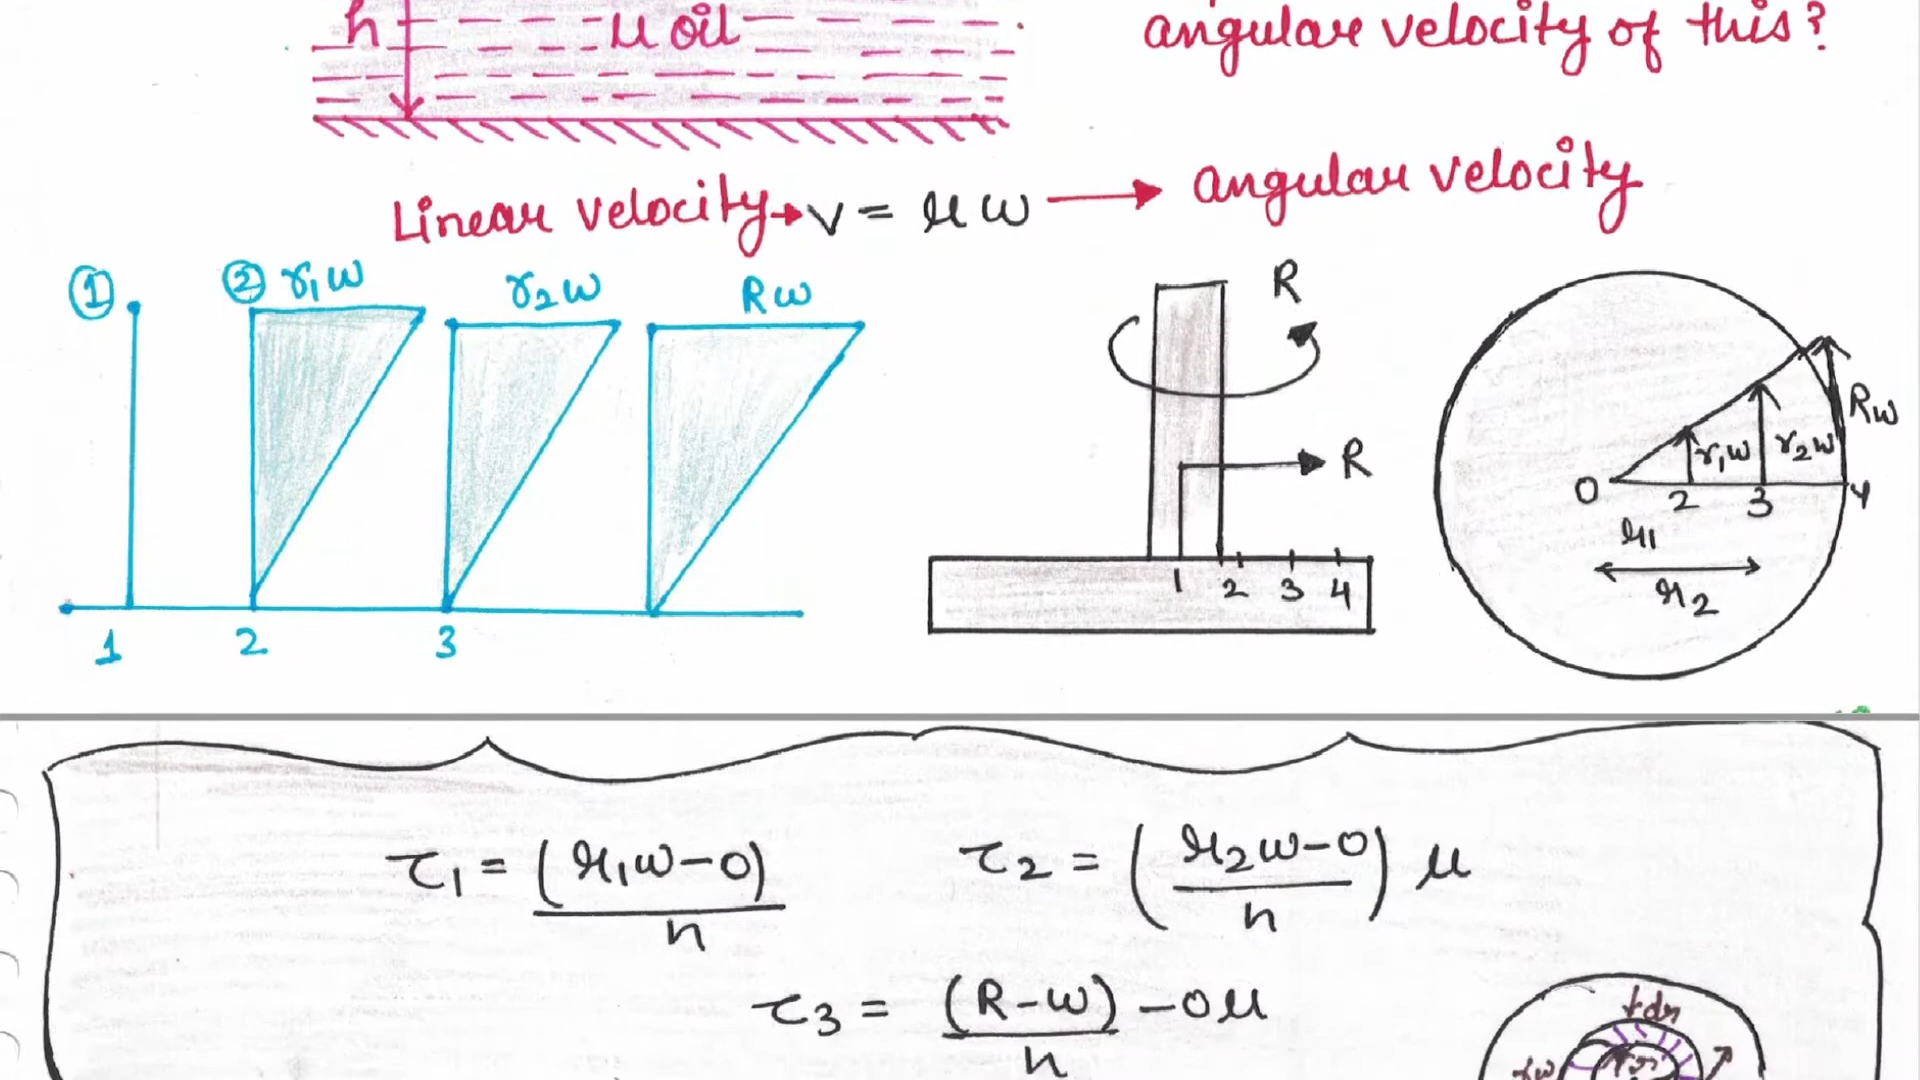 h μ oil
angular velocity of this?
Linear velocity → v = rω → angular velocity
① ② r₁ω r₂ω Rω
1 2 3
R
R
1 2 3 4
Rω
r₁ω r₂ω
O 2 3 4
r₁
r₂
τ₁ = (r₁ω-0)/h τ₂ = (r₂ω-0/h) μ
τ₃ = (R-ω)/h -0μ
dr
rω r